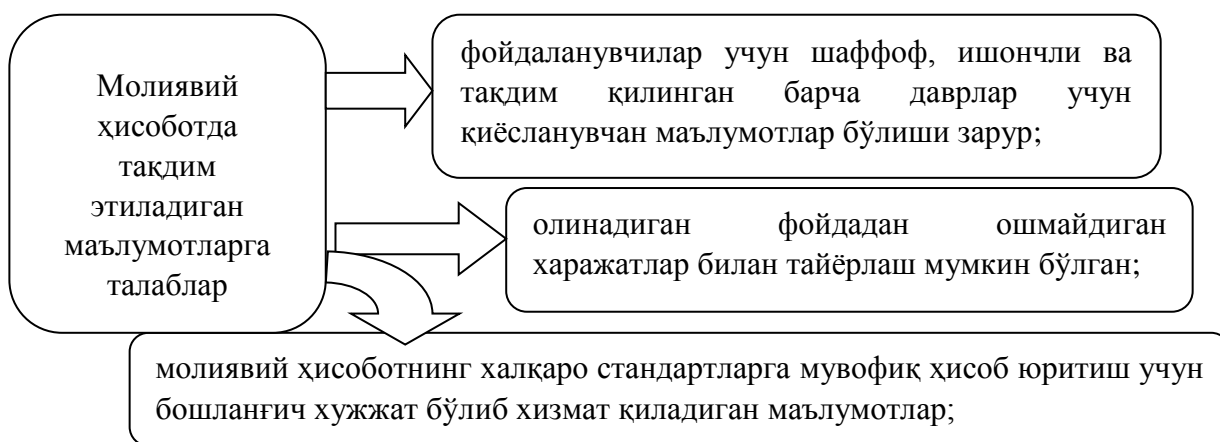 Молиявий
ҳисоботда
тақдим
этиладиган
маълумотларга
талаблар
фойдаланувчилар учун шаффоф, ишончли ва
тақдим қилинган барча даврлар учун
қиёсланувчан маълумотлар бўлиши зарур;
олинадиган фойдадан ошмайдиган
харажатлар билан тайёрлаш мумкин бўлган;
молиявий ҳисоботнинг халқаро стандартларга мувофиқ ҳисоб юритиш учун
бошланғич хужжат бўлиб хизмат қиладиган маълумотлар;